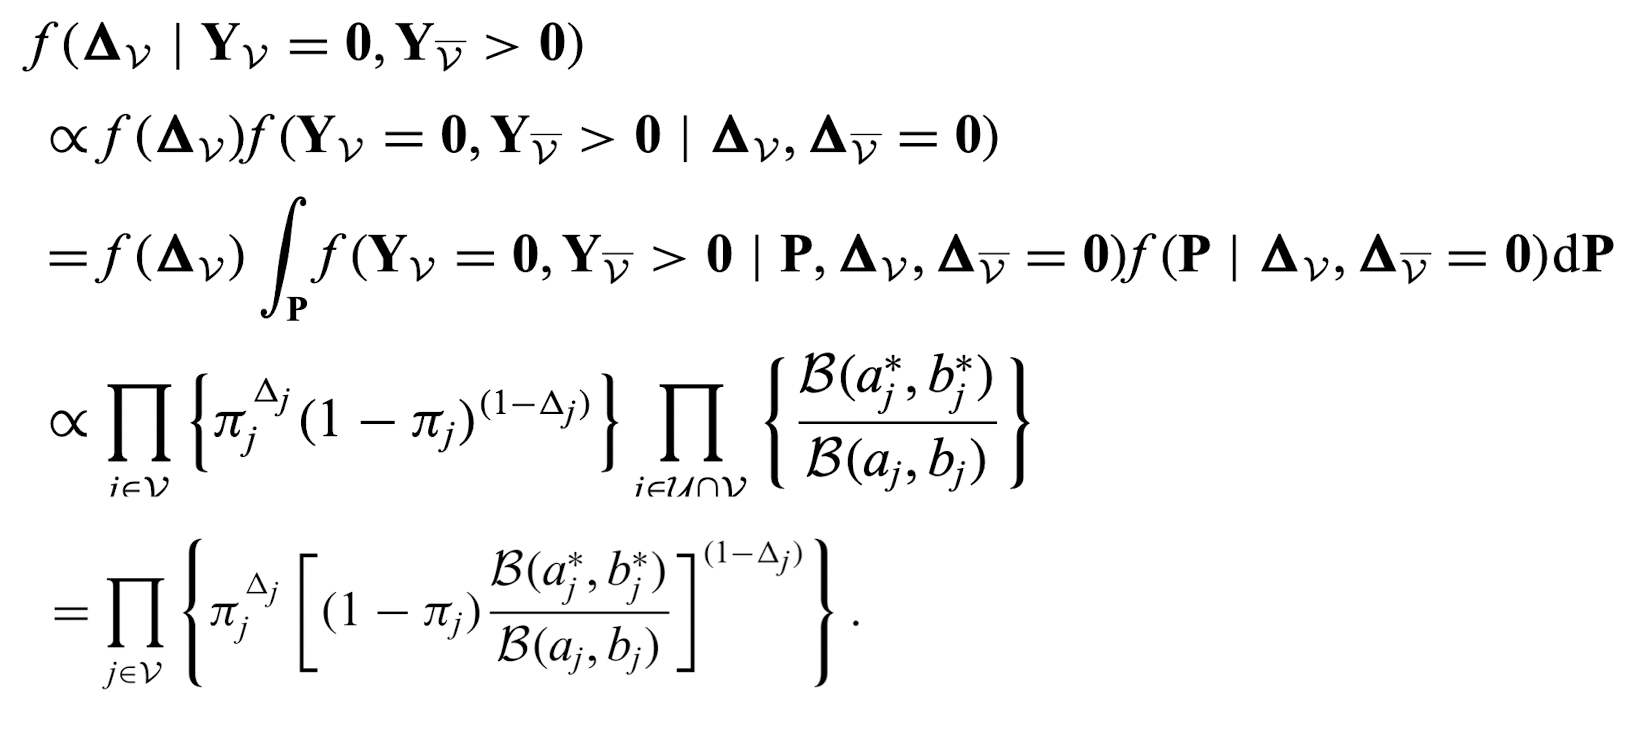 f(𝚫_𝒱 | 𝐘_𝒱 = 𝟎, 𝐘_𝒱̅ > 𝟎)
∝ f(𝚫_𝒱)f(𝐘_𝒱 = 𝟎, 𝐘_𝒱̅ > 𝟎 | 𝚫_𝒱, 𝚫_𝒱̅ = 𝟎)
= f(𝚫_𝒱) ∫_𝐏 f(𝐘_𝒱 = 𝟎, 𝐘_𝒱̅ > 𝟎 | 𝐏, 𝚫_𝒱, 𝚫_𝒱̅ = 𝟎)f(𝐏 | 𝚫_𝒱, 𝚫_𝒱̅ = 𝟎)d𝐏
∝ ∏_{j∈𝒱} {π_j^{Δ_j}(1 − π_j)^{(1−Δ_j)}} ∏_{j∈𝒰∩𝒱} {ℬ(a_j^*, b_j^*) / ℬ(a_j, b_j)}
= ∏_{j∈𝒱} {π_j^{Δ_j} [(1 − π_j) ℬ(a_j^*, b_j^*) / ℬ(a_j, b_j)]^{(1−Δ_j)}}.